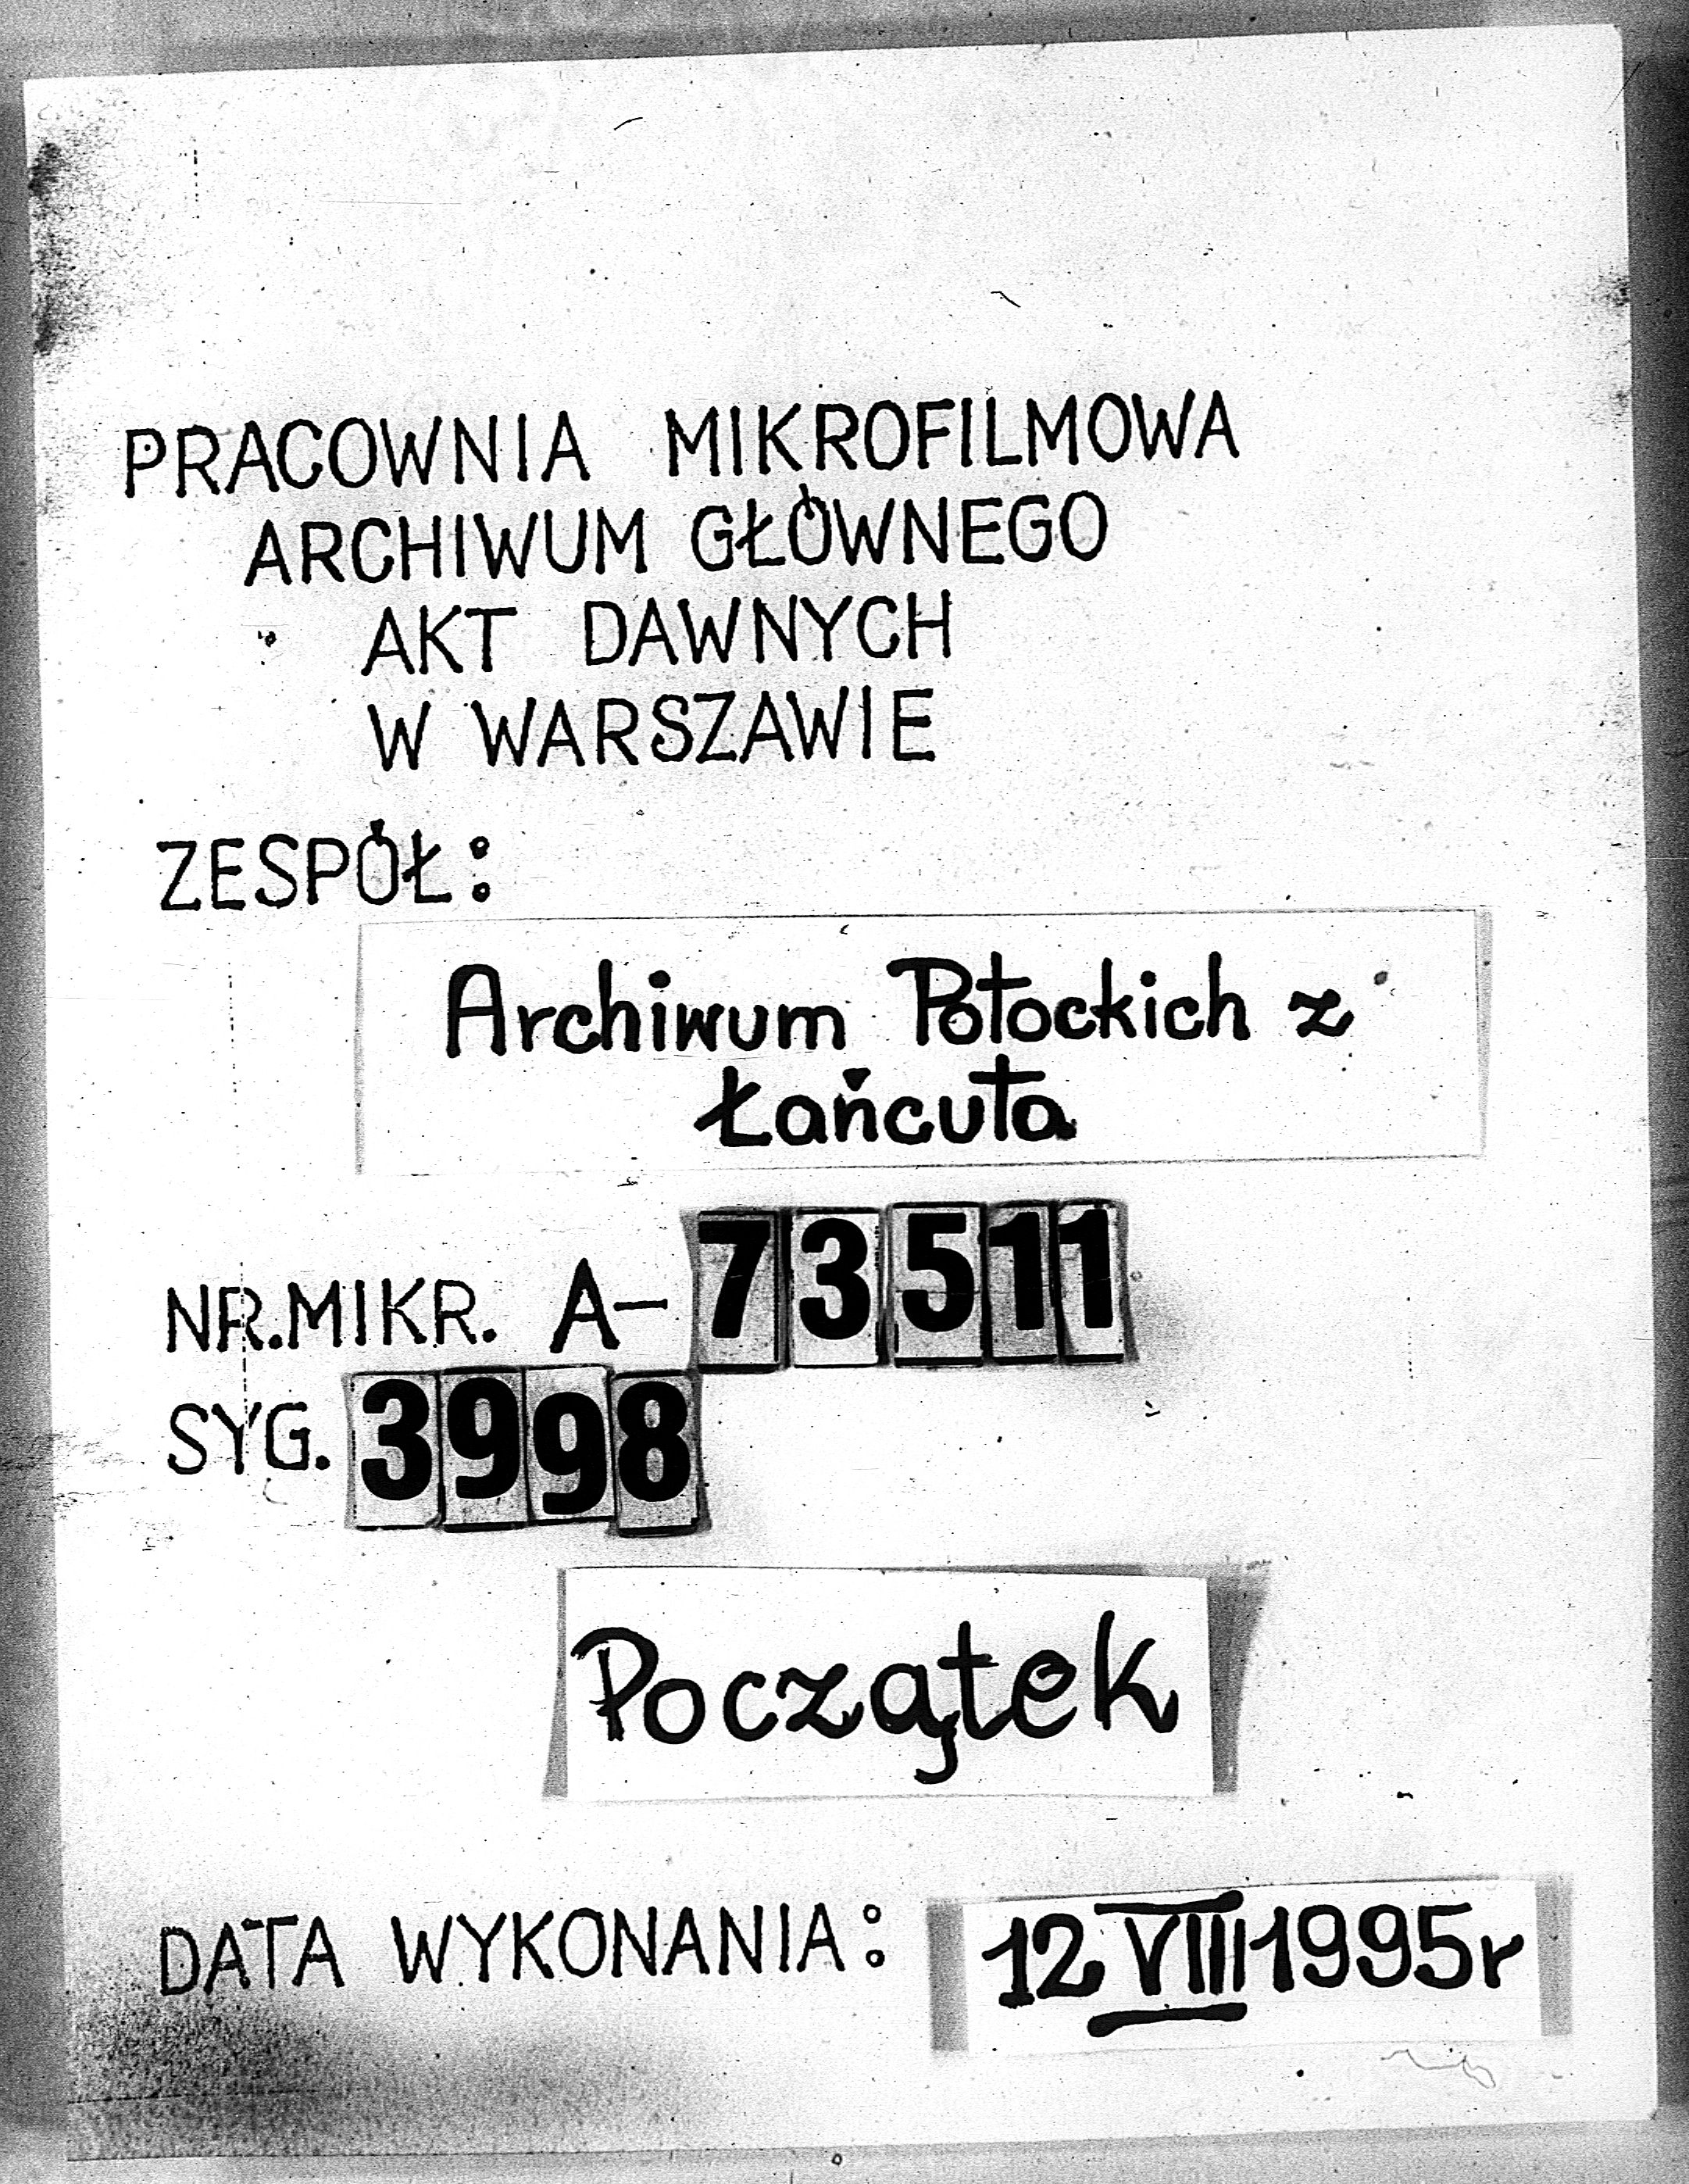 PRACOWNIA MIKROFILMOWA
ARCHIWUM GŁÓWNEGO
AKT DAWNYCH
W WARSZAWIE
ZESPÓŁ:
Archiwum Potockich z
Łańcuta
NR.MIKR. A-73511
SYG. 3998
Początek
DATA WYKONANIA: 12 VIII 1995r